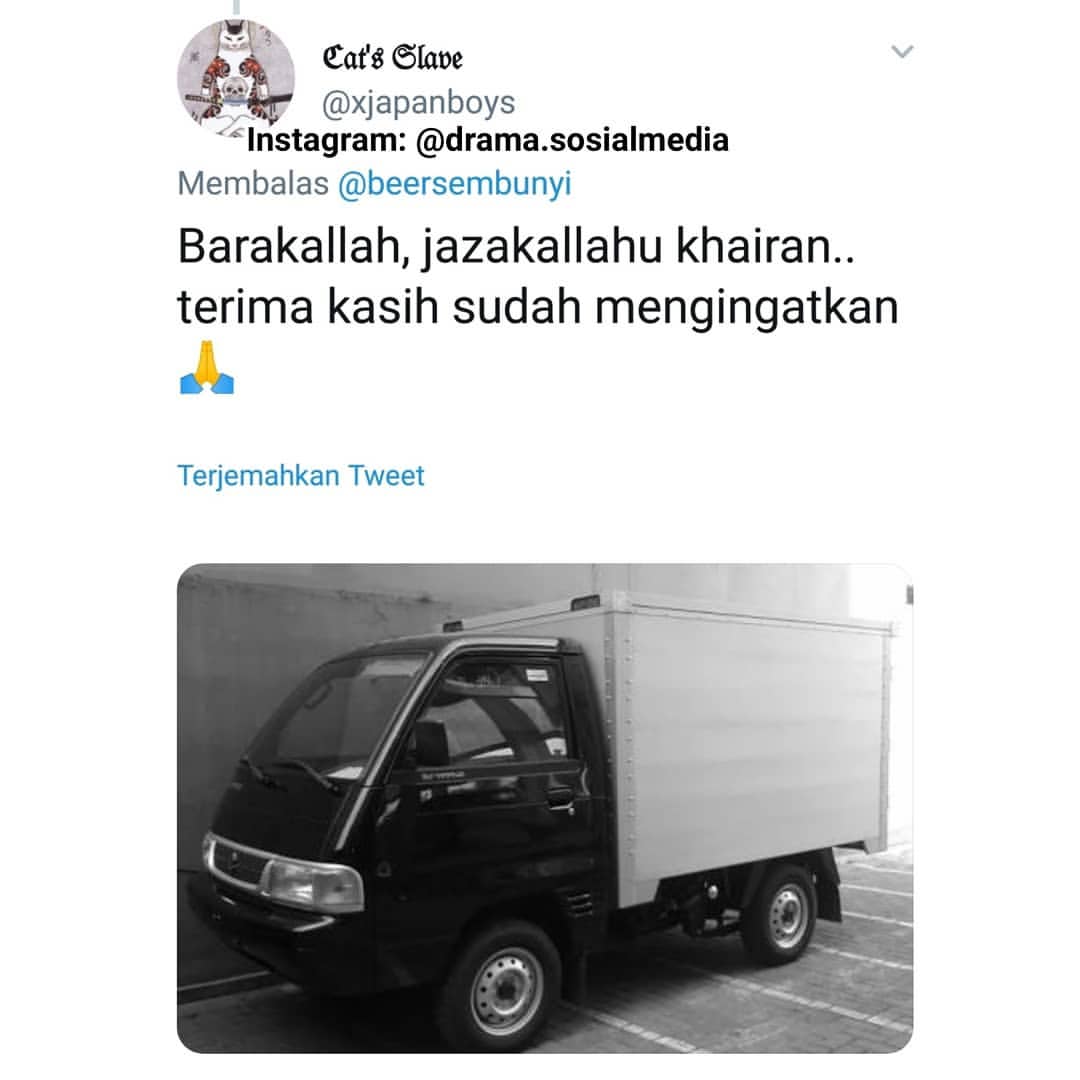 Cat's Slave
@xjapanboys
Instagram: @drama.sosialmedia
Membalas @beersembunyi
Barakallah, jazakallahu khairan..
terima kasih sudah mengingatkan
🙏
Terjemahkan Tweet